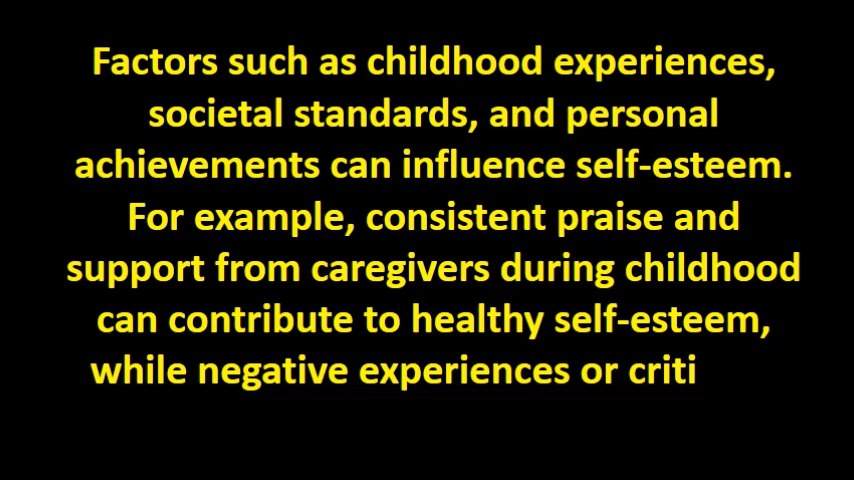 Factors such as childhood experiences,
societal standards, and personal
achievements can influence self-esteem.
For example, consistent praise and
support from caregivers during childhood
can contribute to healthy self-esteem,
while negative experiences or criti